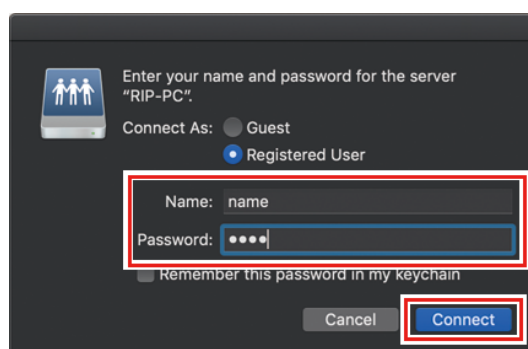 Enter your name and password for the server
“RIP-PC”.
Connect As: Guest
Registered User
Name: name
Password: ••••
Remember this password in my keychain
Cancel Connect